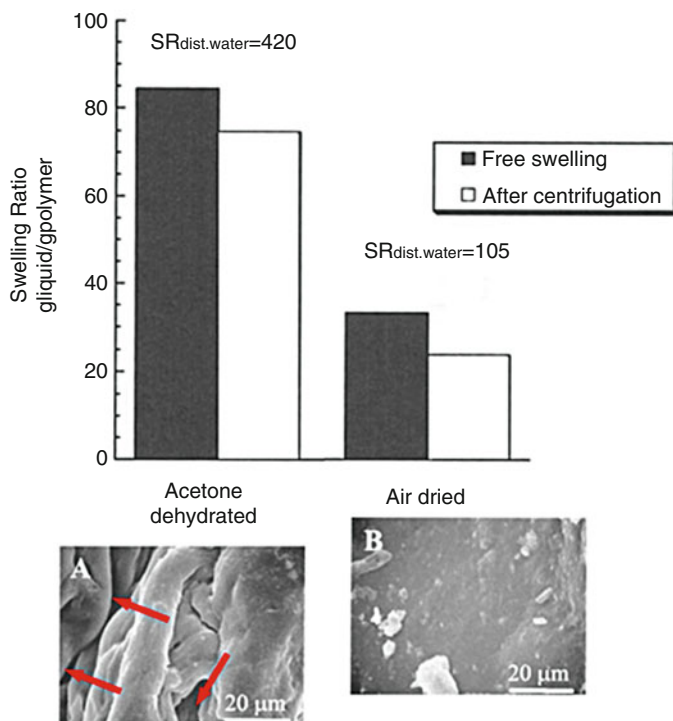 100
80
60
40
20
0
Swelling Ratio
gliquid/gpolymer
SRdist.water=420
Free swelling
After centrifugation
SRdist.water=105
Acetone
dehydrated
Air dried
A
20 μm
B
20 μm